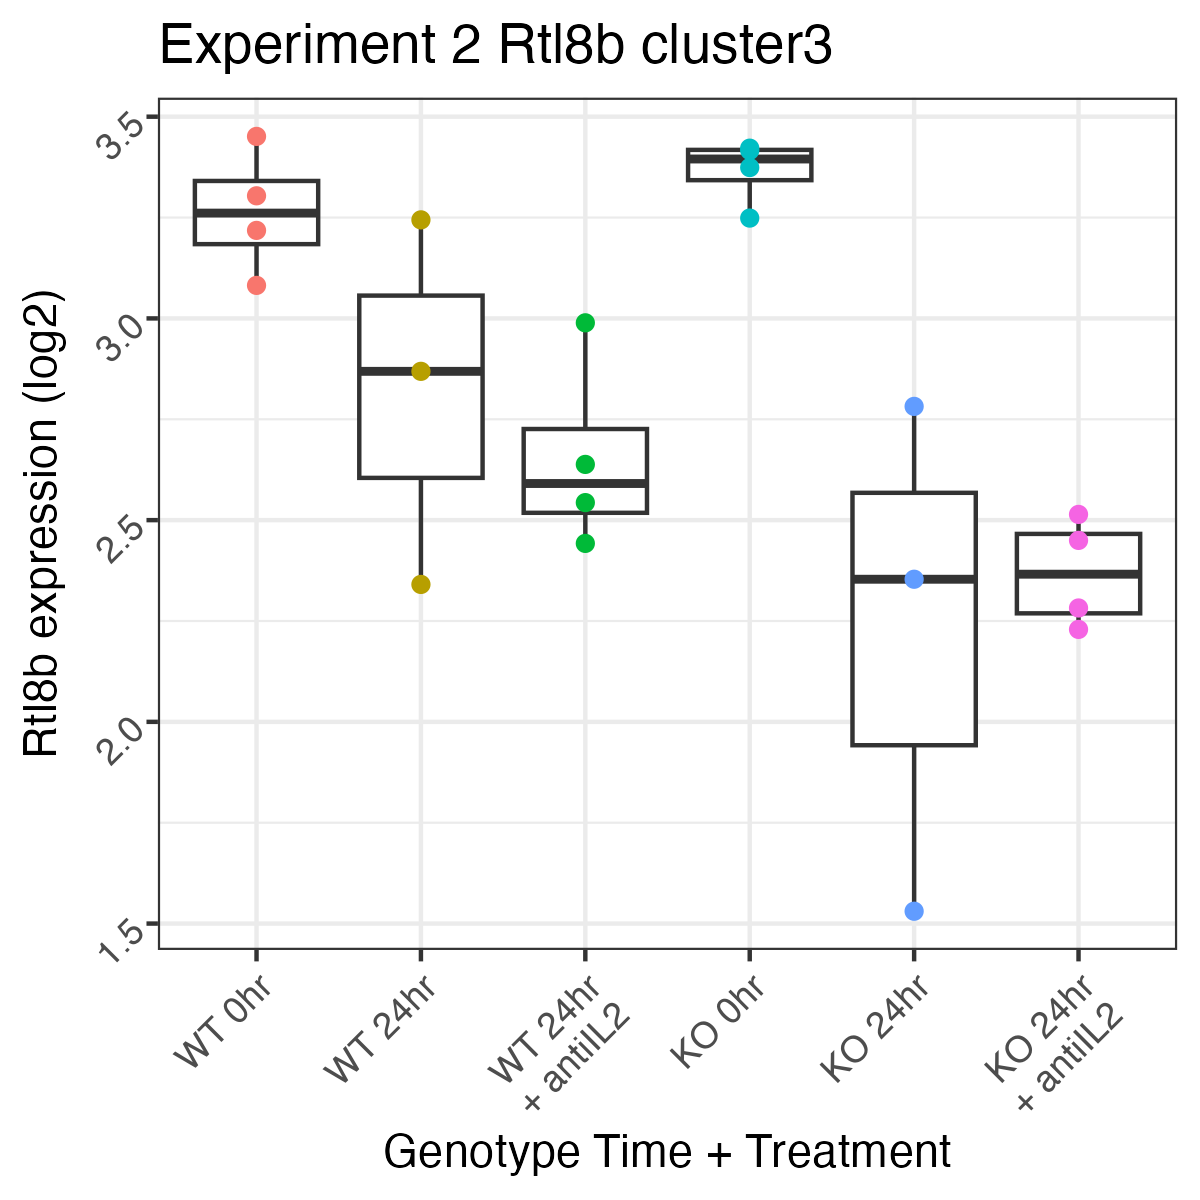 Experiment 2 Rtl8b cluster3
Rtl8b expression (log2)
3.5
3.0
2.5
2.0
1.5
WT 0hr
WT 24hr
WT 24hr
+ antiIL2
KO 0hr
KO 24hr
KO 24hr
+ antiIL2
Genotype Time + Treatment